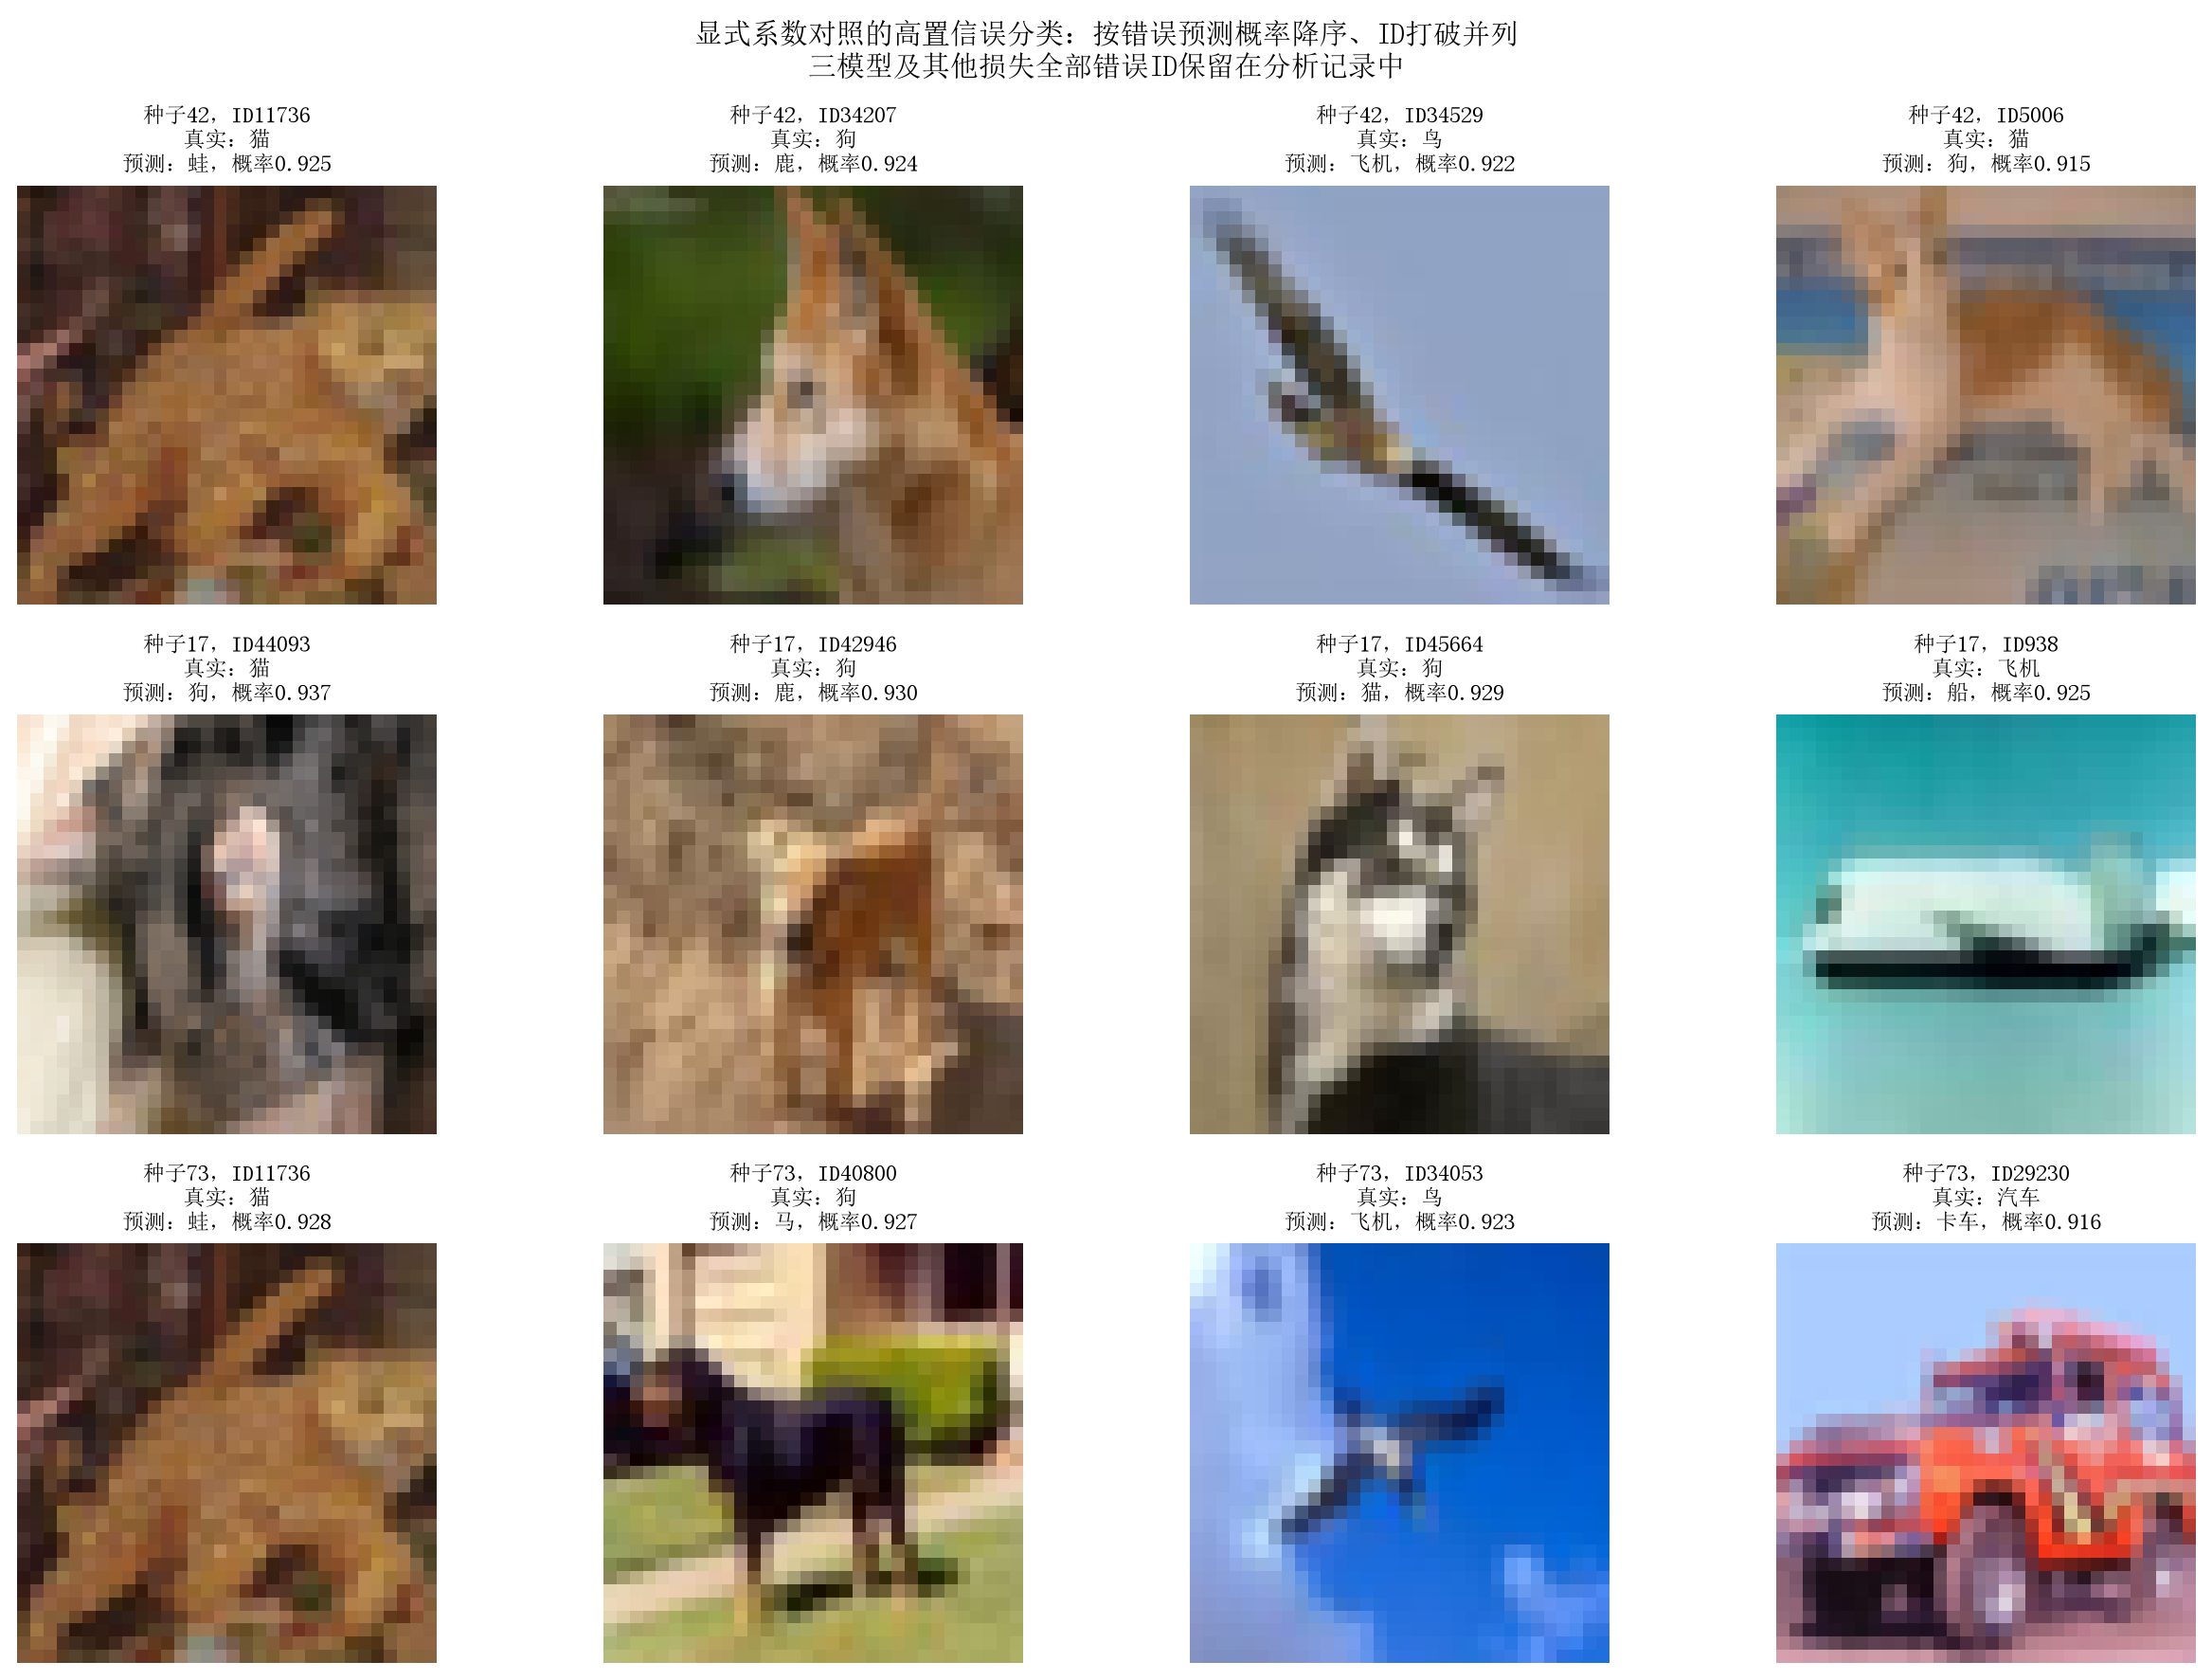 显式系数对照的高置信误分类：按错误预测概率降序、ID打破并列
三模型及其他损失全部错误ID保留在分析记录中
种子42，ID11736
真实：猫
预测：蛙，概率0.925
种子42，ID34207
真实：狗
预测：鹿，概率0.924
种子42，ID34529
真实：鸟
预测：飞机，概率0.922
种子42，ID5006
真实：猫
预测：狗，概率0.915
种子17，ID44093
真实：猫
预测：狗，概率0.937
种子17，ID42946
真实：狗
预测：鹿，概率0.930
种子17，ID45664
真实：狗
预测：猫，概率0.929
种子17，ID938
真实：飞机
预测：船，概率0.925
种子73，ID11736
真实：猫
预测：蛙，概率0.928
种子73，ID40800
真实：狗
预测：马，概率0.927
种子73，ID34053
真实：鸟
预测：飞机，概率0.923
种子73，ID29230
真实：汽车
预测：卡车，概率0.916